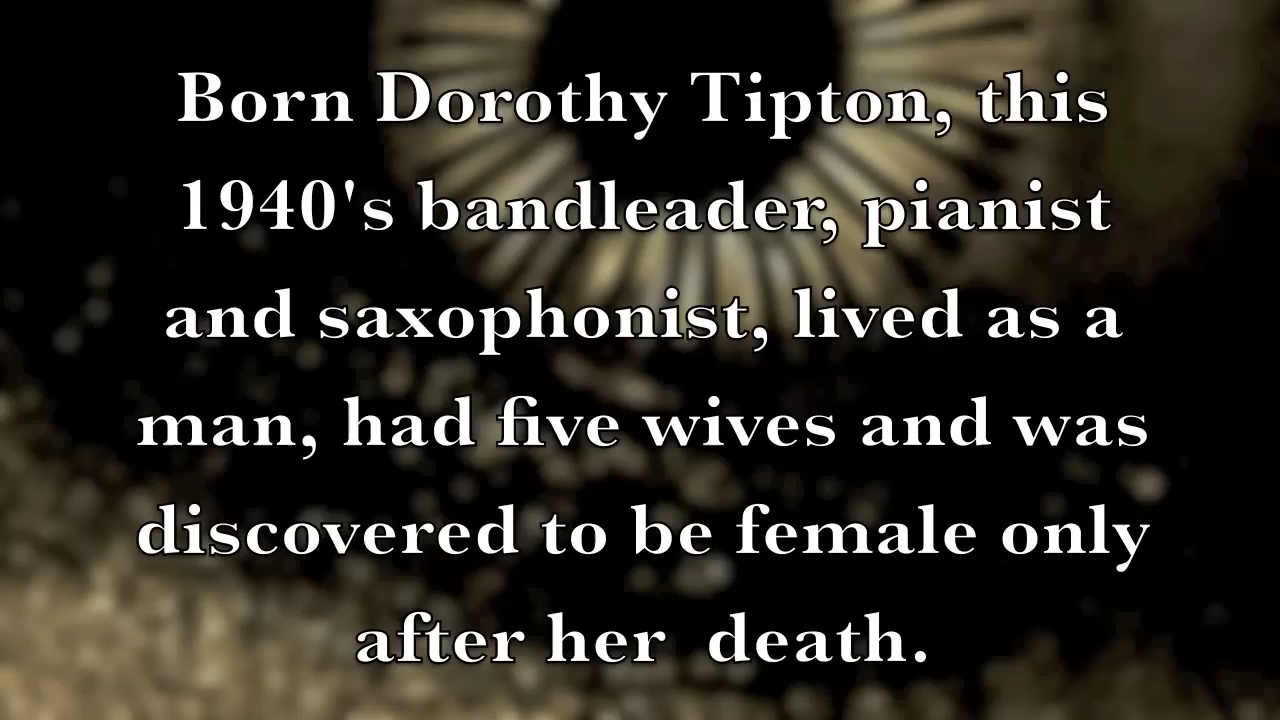 Born Dorothy Tipton, this
1940's bandleader, pianist
and saxophonist, lived as a
man, had five wives and was
discovered to be female only
after her  death.